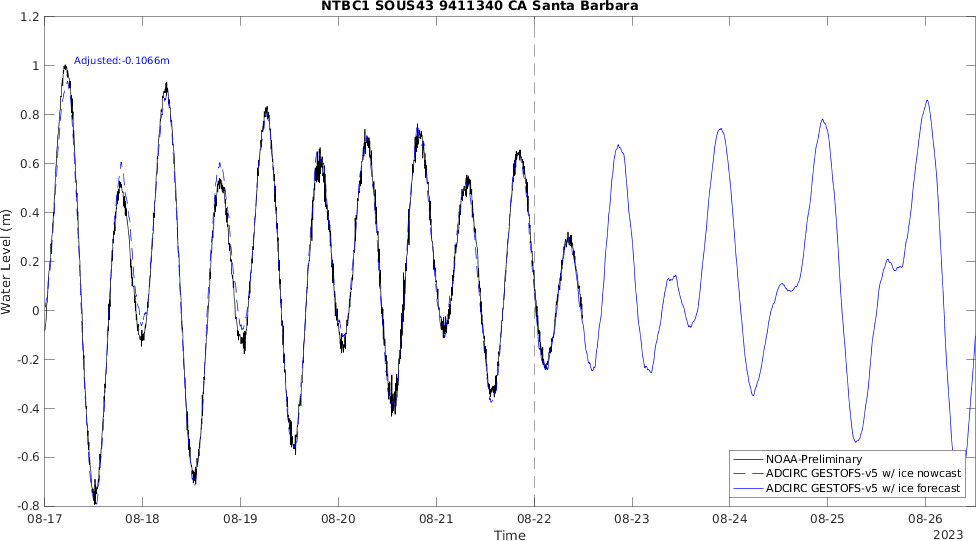 NTBC1 SOUS43 9411340 CA Santa Barbara
Adjusted:-0.1066m
Water Level (m)
1.2
1
0.8
0.6
0.4
0.2
0
-0.2
-0.4
-0.6
-0.8
NOAA-Preliminary
ADCIRC GESTOFS-v5 w/ ice nowcast
ADCIRC GESTOFS-v5 w/ ice forecast
08-17 08-18 08-19 08-20 08-21 08-22 08-23 08-24 08-25 08-26
Time
2023